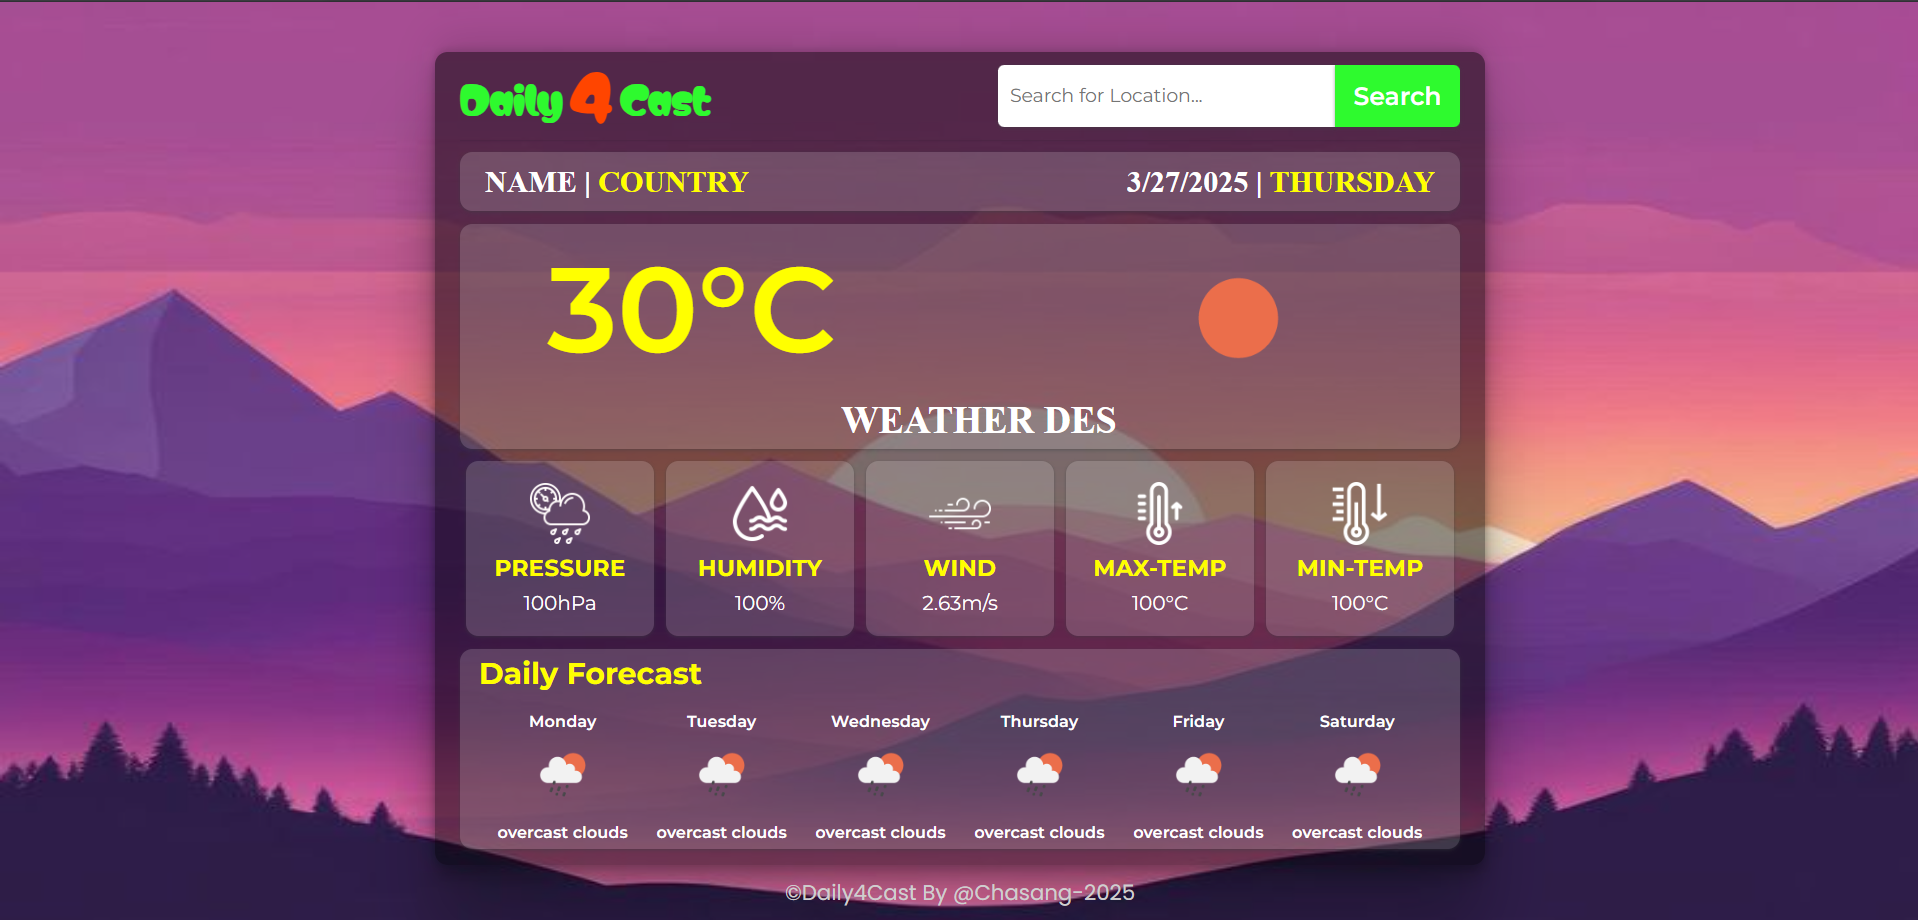 Daily 4 Cast
Search for Location...
Search
NAME | COUNTRY
3/27/2025 | THURSDAY
30°C
WEATHER DES
PRESSURE
100hPa
HUMIDITY
100%
WIND
2.63m/s
MAX-TEMP
100°C
MIN-TEMP
100°C
Daily Forecast
Monday
overcast clouds
Tuesday
overcast clouds
Wednesday
overcast clouds
Thursday
overcast clouds
Friday
overcast clouds
Saturday
overcast clouds
©Daily4Cast By @Chasang-2025